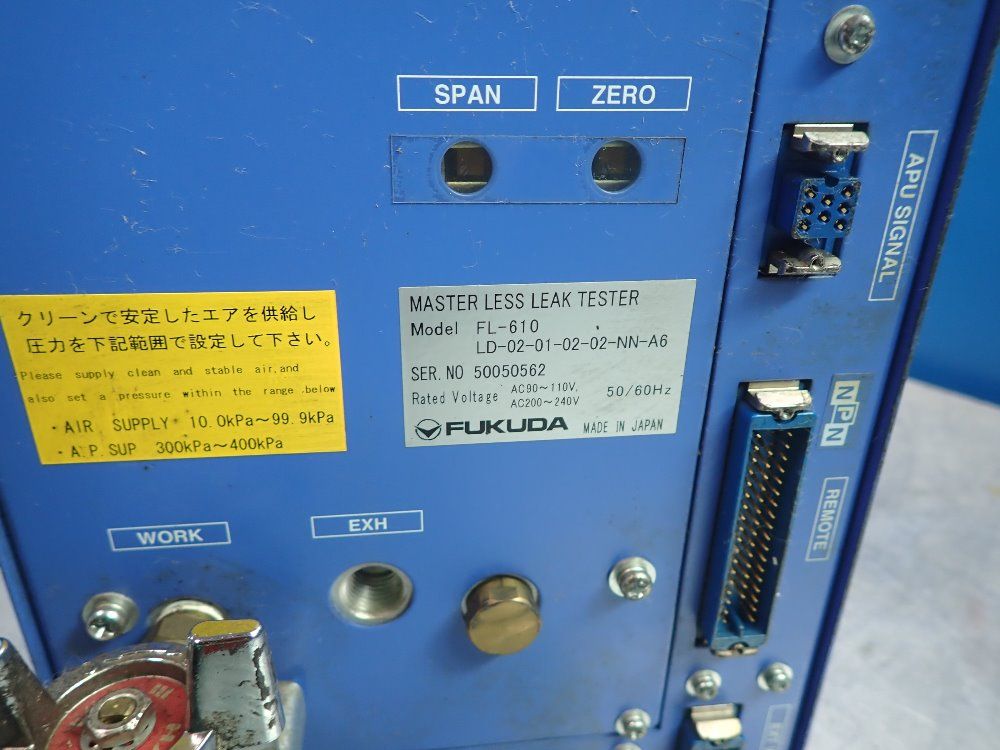 SPAN
ZERO
APU SIGNAL
クリーンで安定したエアを供給し
圧力を下記範囲で設定して下さい。
Please supply clean and stable air,and
also set a pressure within the range below
・AIR SUPPLY 10.0kPa～99.9kPa
・A.P.SUP 300kPa～400kPa
MASTER LESS LEAK TESTER
Model FL-610
LD-02-01-02-02-NN-A6
SER.NO 50050562
Rated Voltage AC90～110V,
AC200～240V 50/60Hz
FUKUDA MADE IN JAPAN
NPN
REMOTE
WORK
EXH